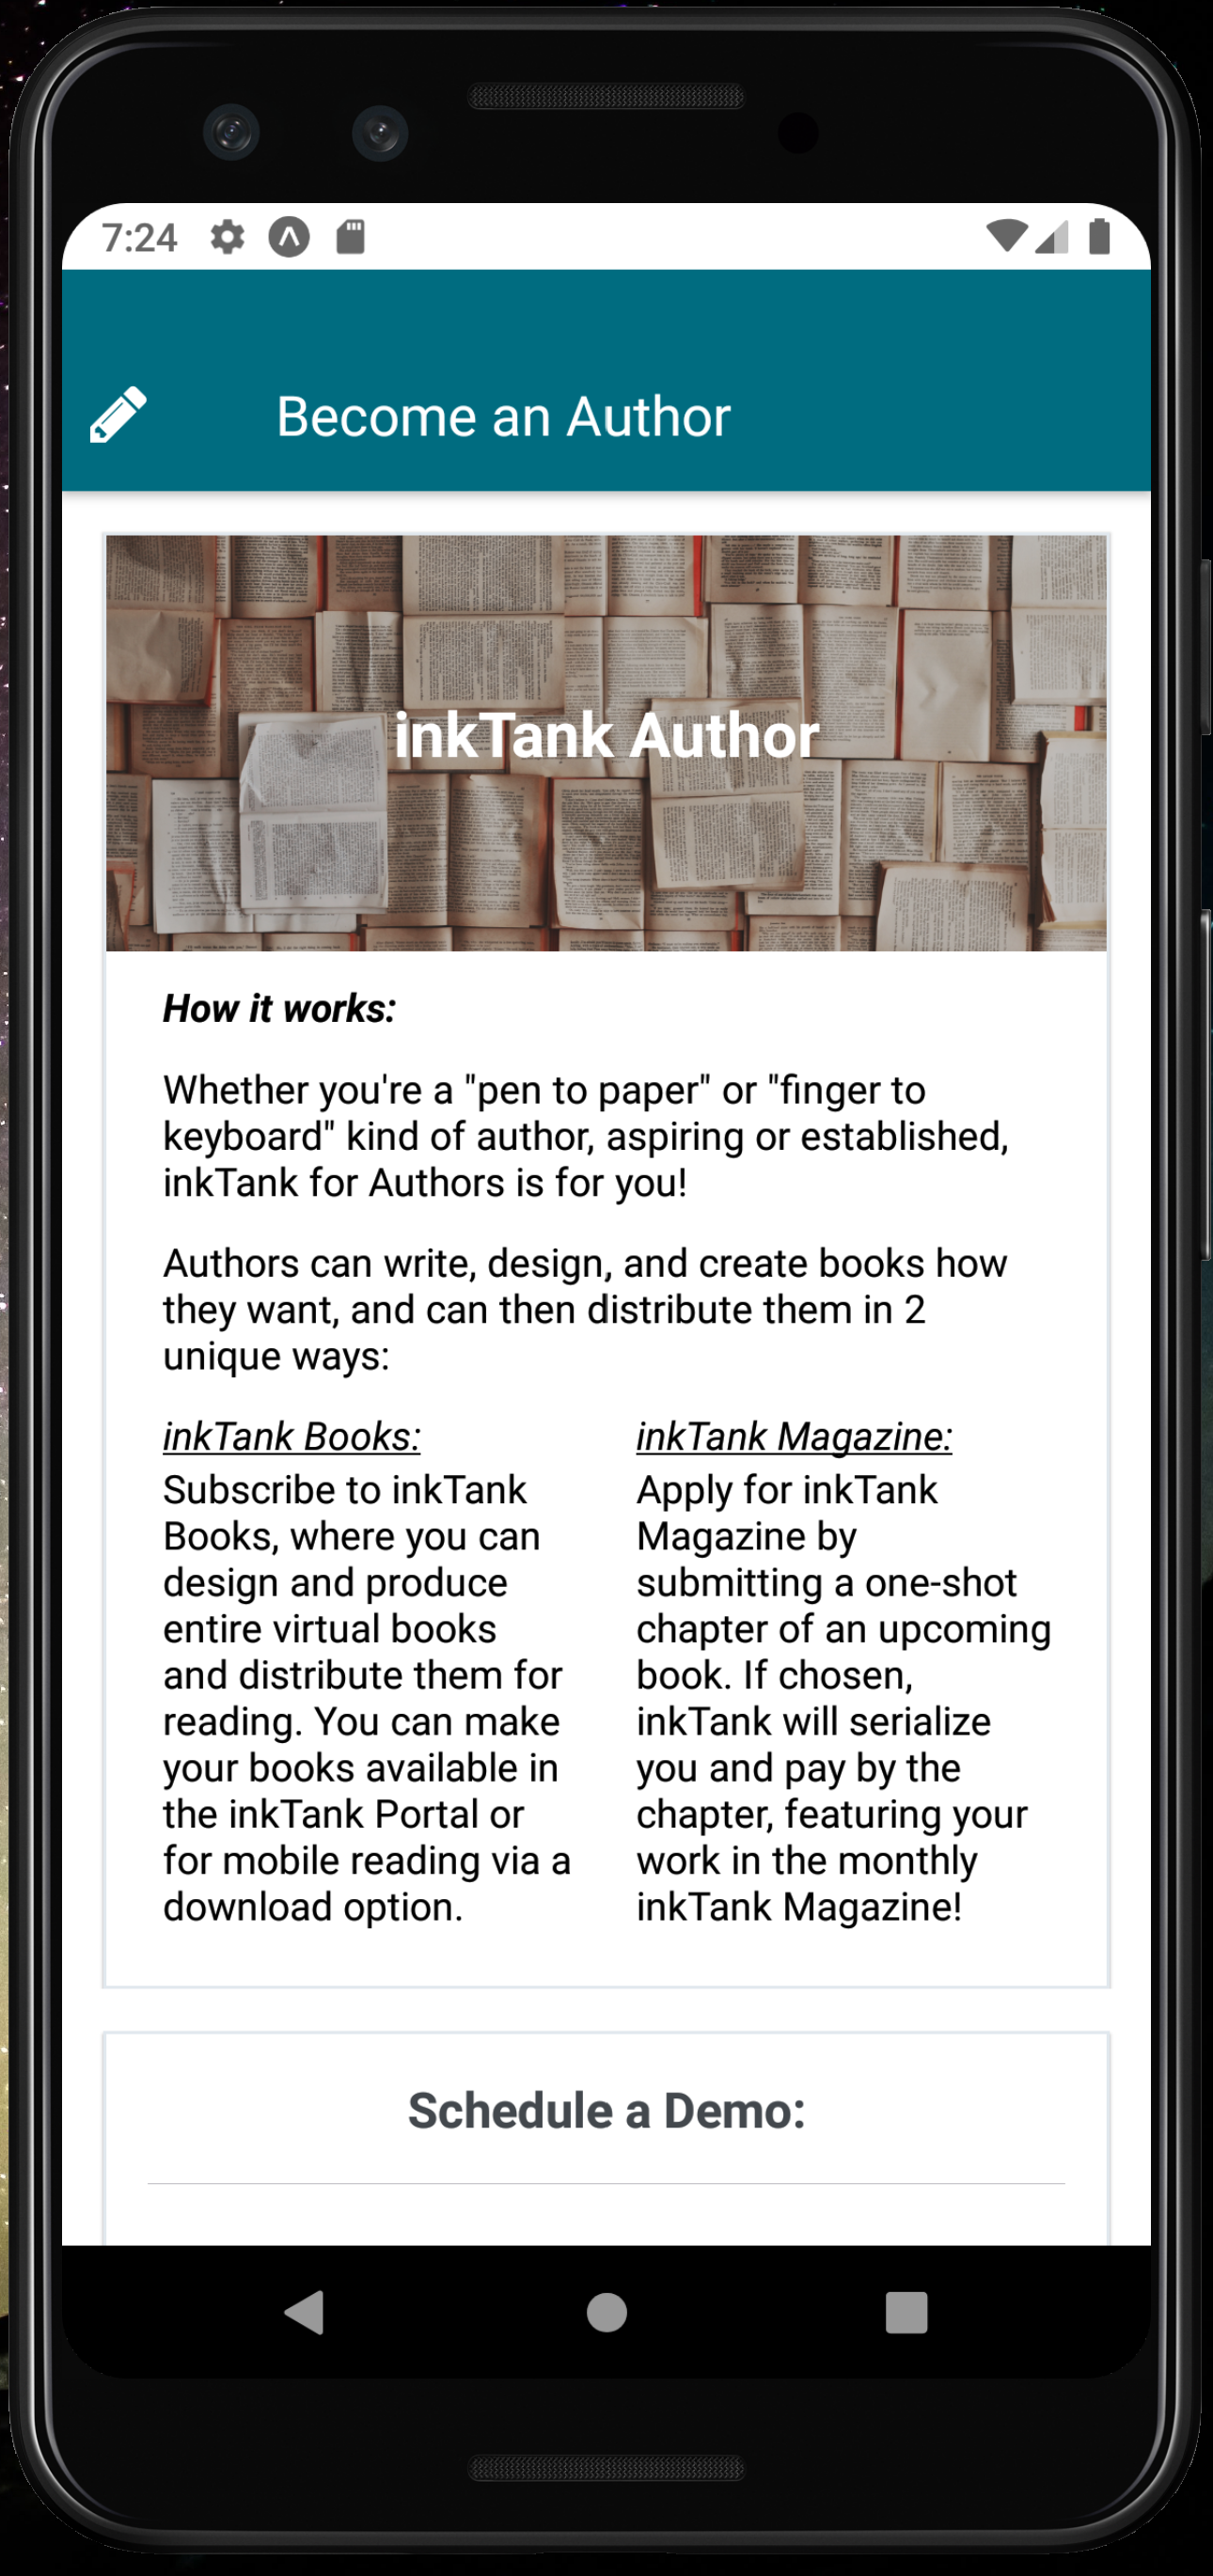 7:24
Become an Author
inkTank Author
How it works:
Whether you're a "pen to paper" or "finger to
keyboard" kind of author, aspiring or established,
inkTank for Authors is for you!
Authors can write, design, and create books how
they want, and can then distribute them in 2
unique ways:
inkTank Books:
Subscribe to inkTank
Books, where you can
design and produce
entire virtual books
and distribute them for
reading. You can make
your books available in
the inkTank Portal or
for mobile reading via a
download option.
inkTank Magazine:
Apply for inkTank
Magazine by
submitting a one-shot
chapter of an upcoming
book. If chosen,
inkTank will serialize
you and pay by the
chapter, featuring your
work in the monthly
inkTank Magazine!
Schedule a Demo: